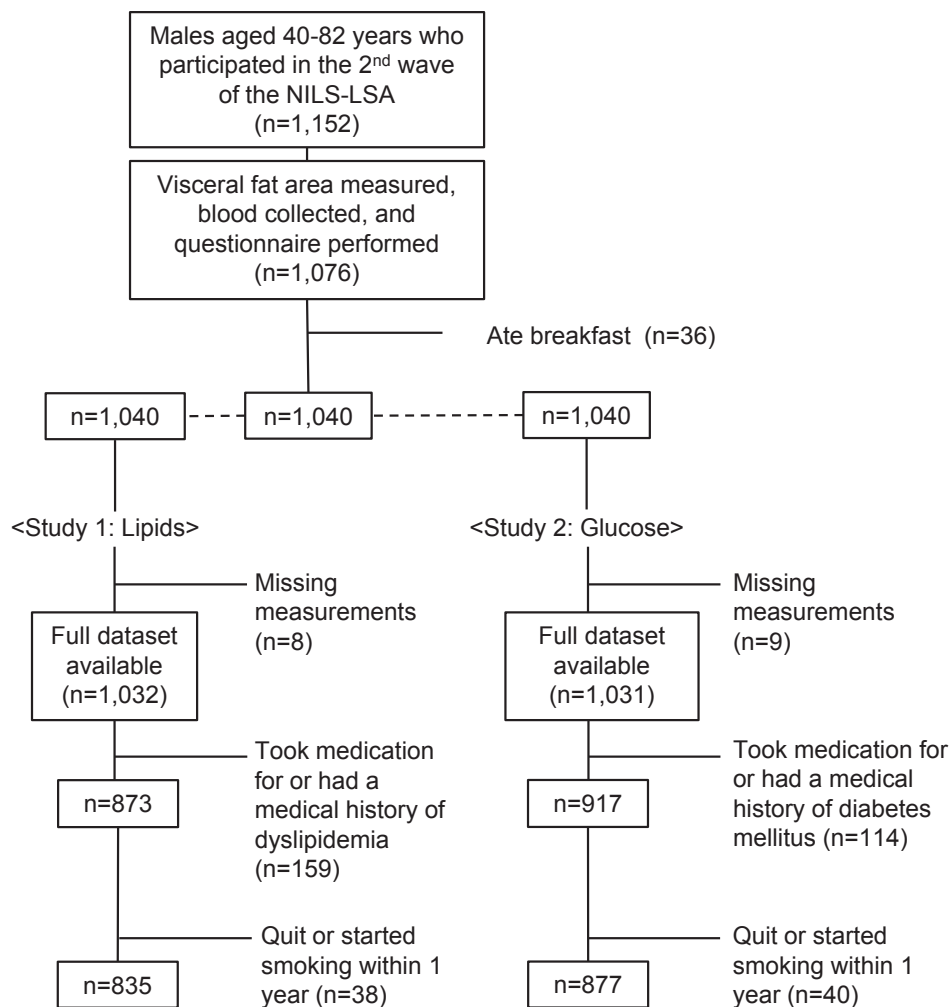 Males aged 40-82 years who
participated in the 2nd wave
of the NILS-LSA
(n=1,152)
Visceral fat area measured,
blood collected, and
questionnaire performed
(n=1,076)
Ate breakfast (n=36)
n=1,040
n=1,040
n=1,040
<Study 1: Lipids>
<Study 2: Glucose>
Missing
measurements
(n=8)
Full dataset
available
(n=1,032)
Took medication
for or had a
medical history of
dyslipidemia
(n=159)
n=873
Quit or started
smoking within 1
year (n=38)
n=835
Missing
measurements
(n=9)
Full dataset
available
(n=1,031)
Took medication for
or had a medical
history of diabetes
mellitus (n=114)
n=917
Quit or started
smoking within 1
year (n=40)
n=877